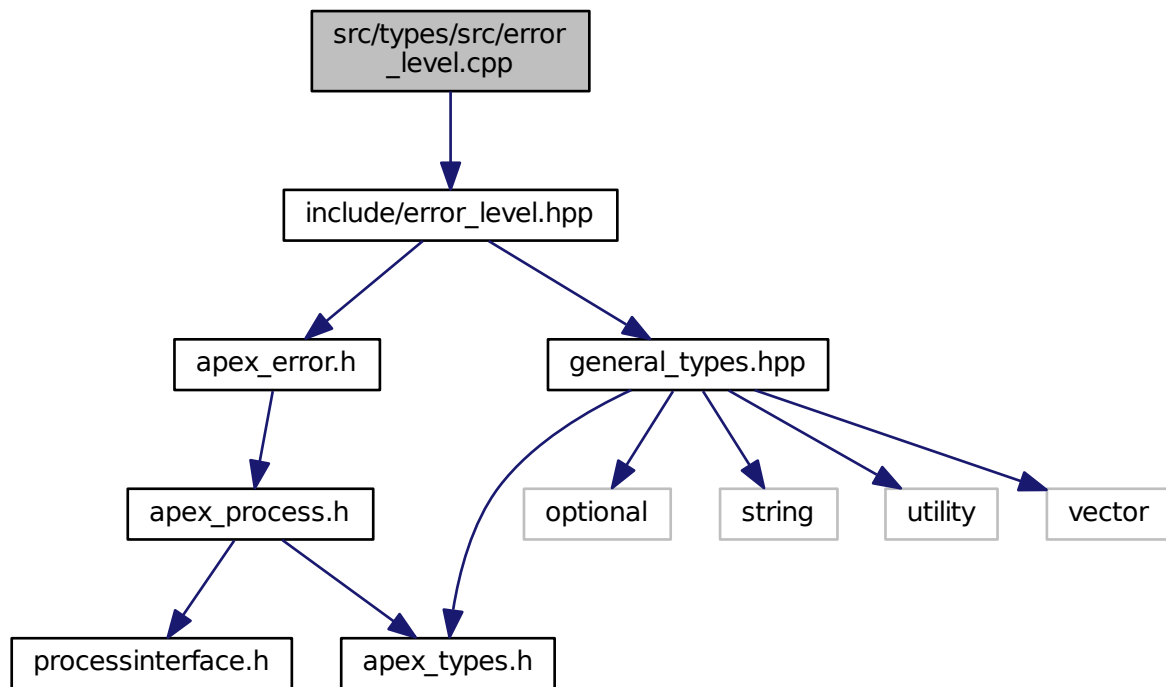 src/types/src/error
_level.cpp
include/error_level.hpp
apex_error.h
general_types.hpp
apex_process.h
optional
string
utility
vector
processinterface.h
apex_types.h